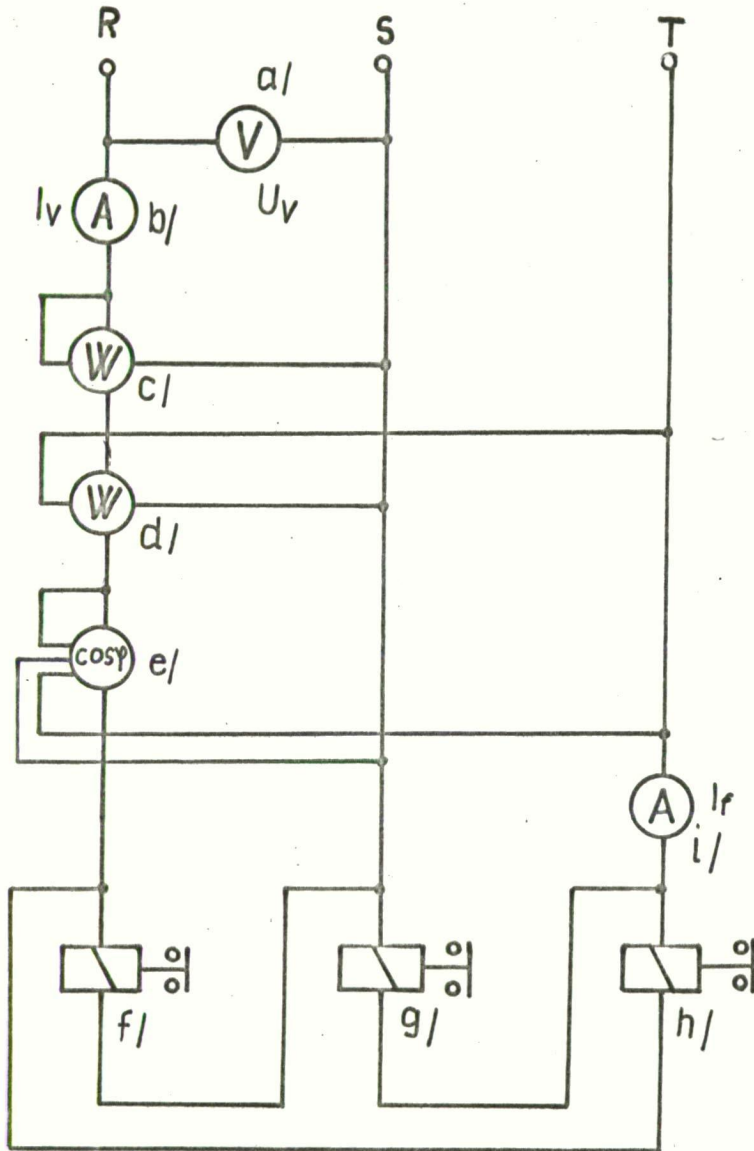 R S T
a/
V
Uv
Iv A b/
W
c/
W
d/
cosφ e/
A If
i/
f/ g/ h/